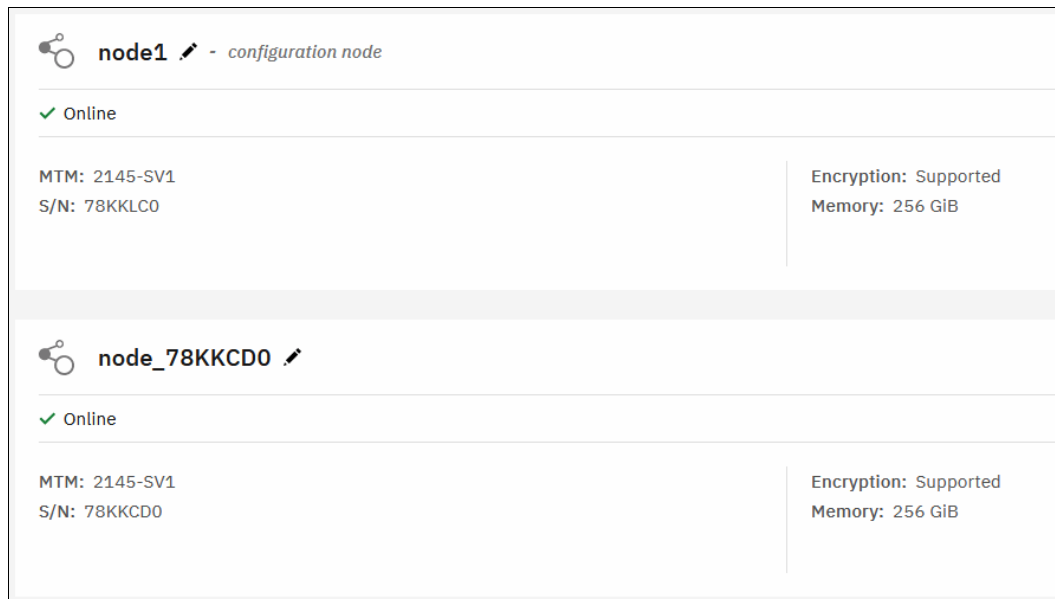 node1 - configuration node
Online
MTM: 2145-SV1
S/N: 78KKLC0
Encryption: Supported
Memory: 256 GiB
node_78KKCD0
Online
MTM: 2145-SV1
S/N: 78KKCD0
Encryption: Supported
Memory: 256 GiB